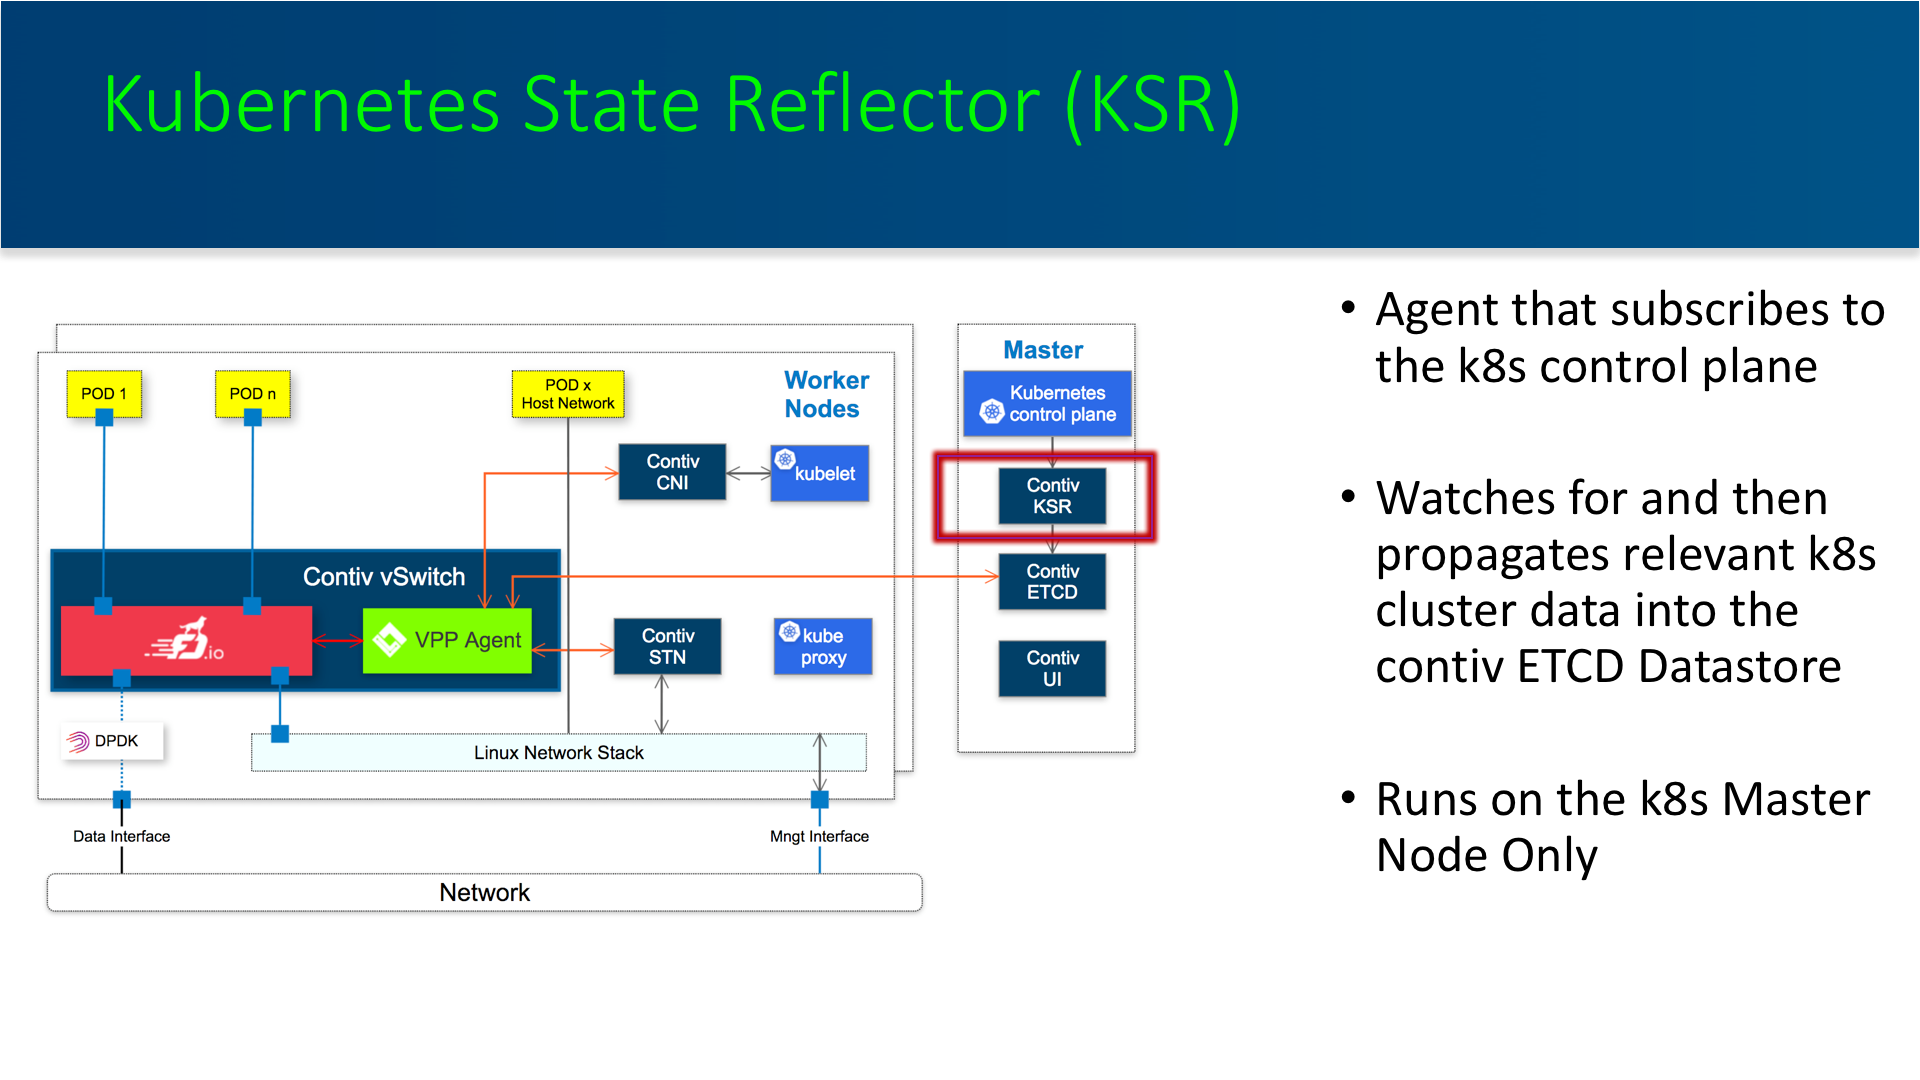 Kubernetes State Reflector (KSR)
POD 1
POD n
POD x
Host Network
Worker
Nodes
Contiv
CNI
kubelet
Contiv vSwitch
.io
VPP Agent
Contiv
STN
kube
proxy
DPDK
Linux Network Stack
Data Interface
Mngt Interface
Network
Master
Kubernetes
control plane
Contiv
KSR
Contiv
ETCD
Contiv
UI
• Agent that subscribes to
the k8s control plane
• Watches for and then
propagates relevant k8s
cluster data into the
contiv ETCD Datastore
• Runs on the k8s Master
Node Only